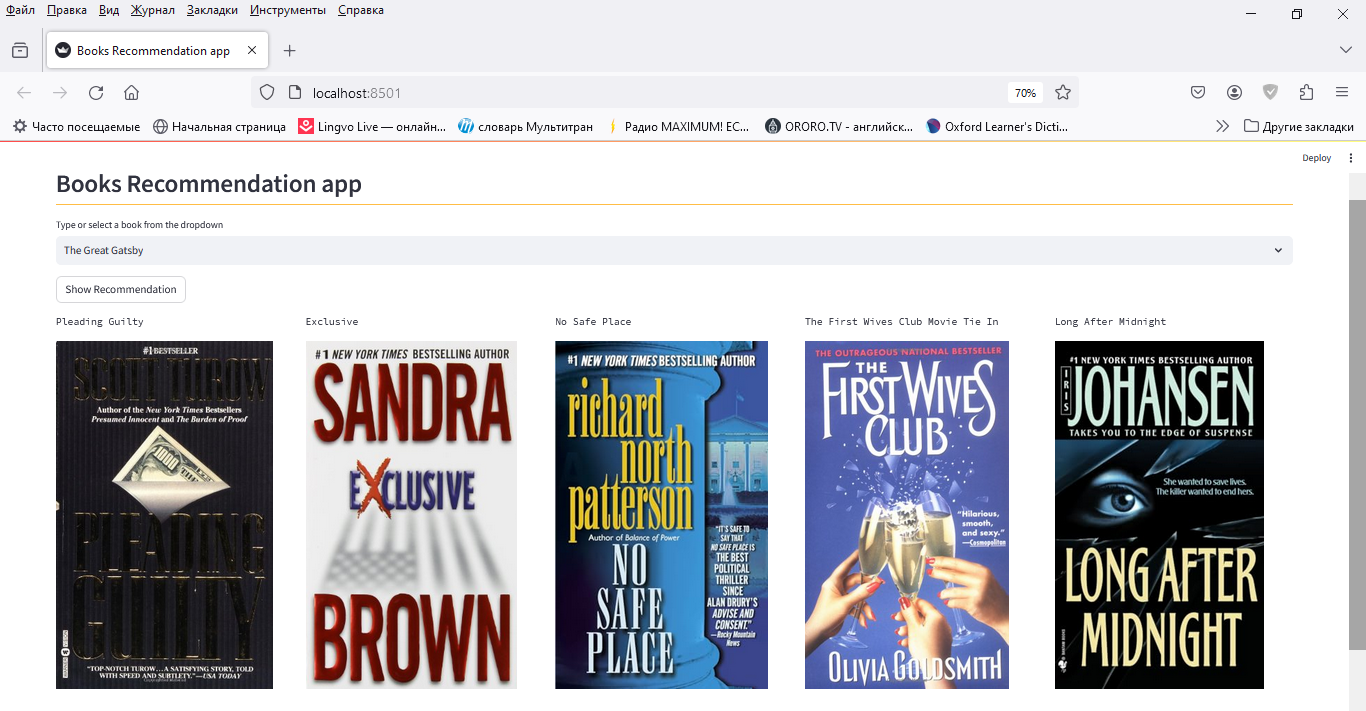 Файл Правка Вид Журнал Закладки Инструменты Справка
Books Recommendation app
localhost:8501
70%
Часто посещаемые Начальная страница Lingvo Live — онлайн... словарь Мультитран Радио MAXIMUM! ЕС... ORORO.TV - английск... Oxford Learner's Dicti... Другие закладки
Deploy
Books Recommendation app
Type or select a book from the dropdown
The Great Gatsby
Show Recommendation
Pleading Guilty
#1 BESTSELLER
SCOTT TUROW
Author of the New York Times Bestsellers
Presumed Innocent and The Burden of Proof
1000
PLEADING
GUILTY
"TOP-NOTCH TUROW...A SATISFYING STORY, TOLD
WITH SPEED AND SUBTLETY."—USA TODAY
Exclusive
#1 NEW YORK TIMES BESTSELLING AUTHOR
SANDRA
EXCLUSIVE
BROWN
No Safe Place
#1 NEW YORK TIMES BESTSELLING AUTHOR
richard
north
patterson
Author of Balance of Power
NO
SAFE
PLACE
"IT'S SAFE TO
SAY THAT
NO SAFE PLACE IS
THE BEST
POLITICAL
THRILLER
SINCE
ALAN DRURY'S
ADVISE AND
CONSENT."
—Rocky Mountain
News
The First Wives Club Movie Tie In
THE OUTRAGEOUS NATIONAL BESTSELLER
THE
FIRST WIVES
CLUB
"Hilarious,
smooth,
and sexy."
—Cosmopolitan
OLIVIA GOLDSMITH
Long After Midnight
#1 NEW YORK TIMES BESTSELLING AUTHOR
IRIS
JOHANSEN
TAKES YOU TO THE EDGE OF SUSPENSE
She wanted to save lives.
The killer wanted to end hers.
LONG AFTER
MIDNIGHT